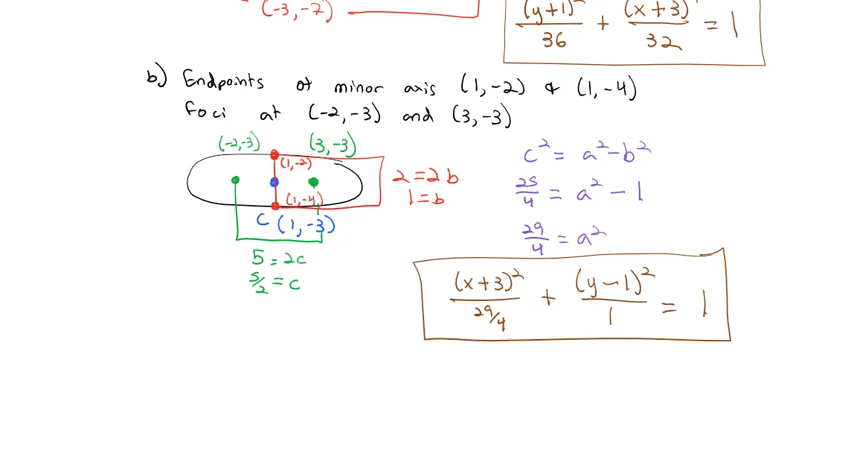 (-3, -7)
(y+1)²/36 + (x+3)²/32 = 1
b) Endpoints of minor axis (1, -2) & (1, -4)
Foci at (-2, -3) and (3, -3)
(-2, -3) (3, -3)
(1, -2)
(1, -4)
C (1, -3)
2 = 2b
1 = b
5 = 2c
5/2 = c
c² = a² - b²
25/4 = a² - 1
29/4 = a²
(x+3)²/29/4 + (y-1)²/1 = 1